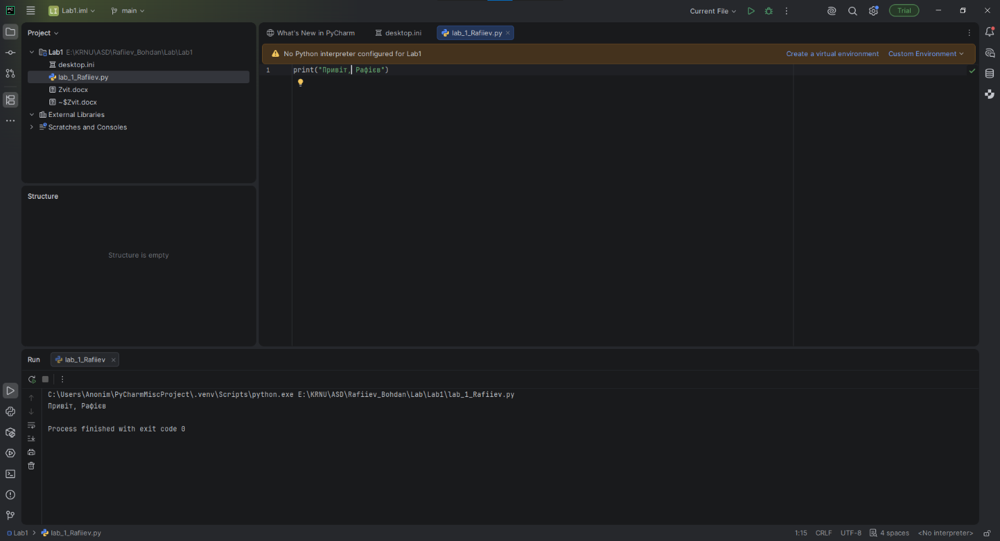 PC
LI Lab1.iml main Current File Trial
Project
Lab1 E:\KRNU\ASD\Rafiiev_Bohdan\Lab\Lab1
desktop.ini
lab_1_Rafiiev.py
Zvit.docx
~$Zvit.docx
External Libraries
Scratches and Consoles
Structure
Structure is empty
What's New in PyCharm desktop.ini lab_1_Rafiiev.py
No Python interpreter configured for Lab1 Create a virtual environment Custom Environment
1 print("Привіт, Рафієв")
Run lab_1_Rafiiev
C:\Users\Anonim\PyCharmMiscProject\.venv\Scripts\python.exe E:\KRNU\ASD\Rafiiev_Bohdan\Lab\Lab1\lab_1_Rafiiev.py
Привіт, Рафієв
Process finished with exit code 0
Lab1 lab_1_Rafiiev.py 1:15 CRLF UTF-8 4 spaces <No interpreter>